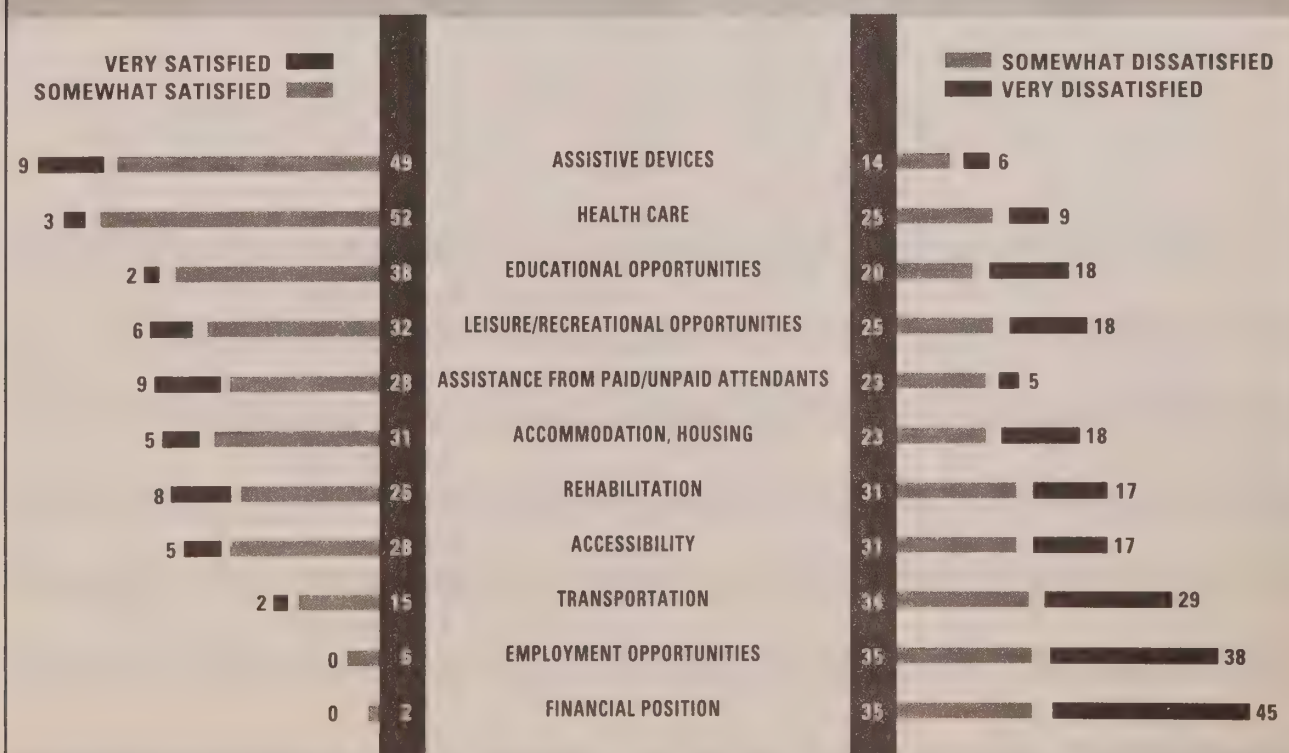 VERY SATISFIED
SOMEWHAT SATISFIED
SOMEWHAT DISSATISFIED
VERY DISSATISFIED
9 49 ASSISTIVE DEVICES 14 6
3 52 HEALTH CARE 25 9
2 38 EDUCATIONAL OPPORTUNITIES 20 18
6 32 LEISURE/RECREATIONAL OPPORTUNITIES 25 18
9 28 ASSISTANCE FROM PAID/UNPAID ATTENDANTS 23 5
5 31 ACCOMMODATION, HOUSING 23 18
8 26 REHABILITATION 31 17
5 28 ACCESSIBILITY 31 17
2 15 TRANSPORTATION 34 29
0 6 EMPLOYMENT OPPORTUNITIES 35 38
0 2 FINANCIAL POSITION 35 45